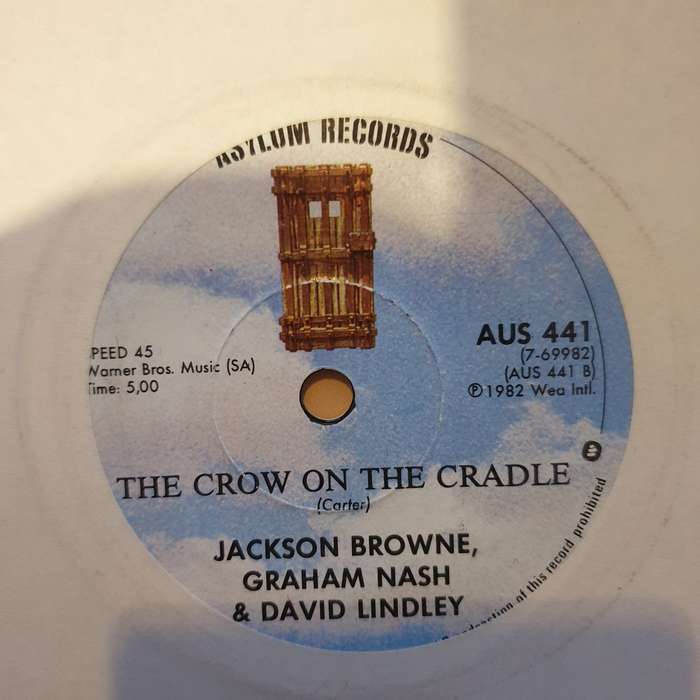 ASYLUM RECORDS
PEED 45
Warner Bros. Music (SA)
Time: 5,00
AUS 441
(7-69982)
(AUS 441 B)
℗ 1982 Wea Intl.
B
THE CROW ON THE CRADLE
(Carter)
JACKSON BROWNE,
GRAHAM NASH
& DAVID LINDLEY
of this record prohibited